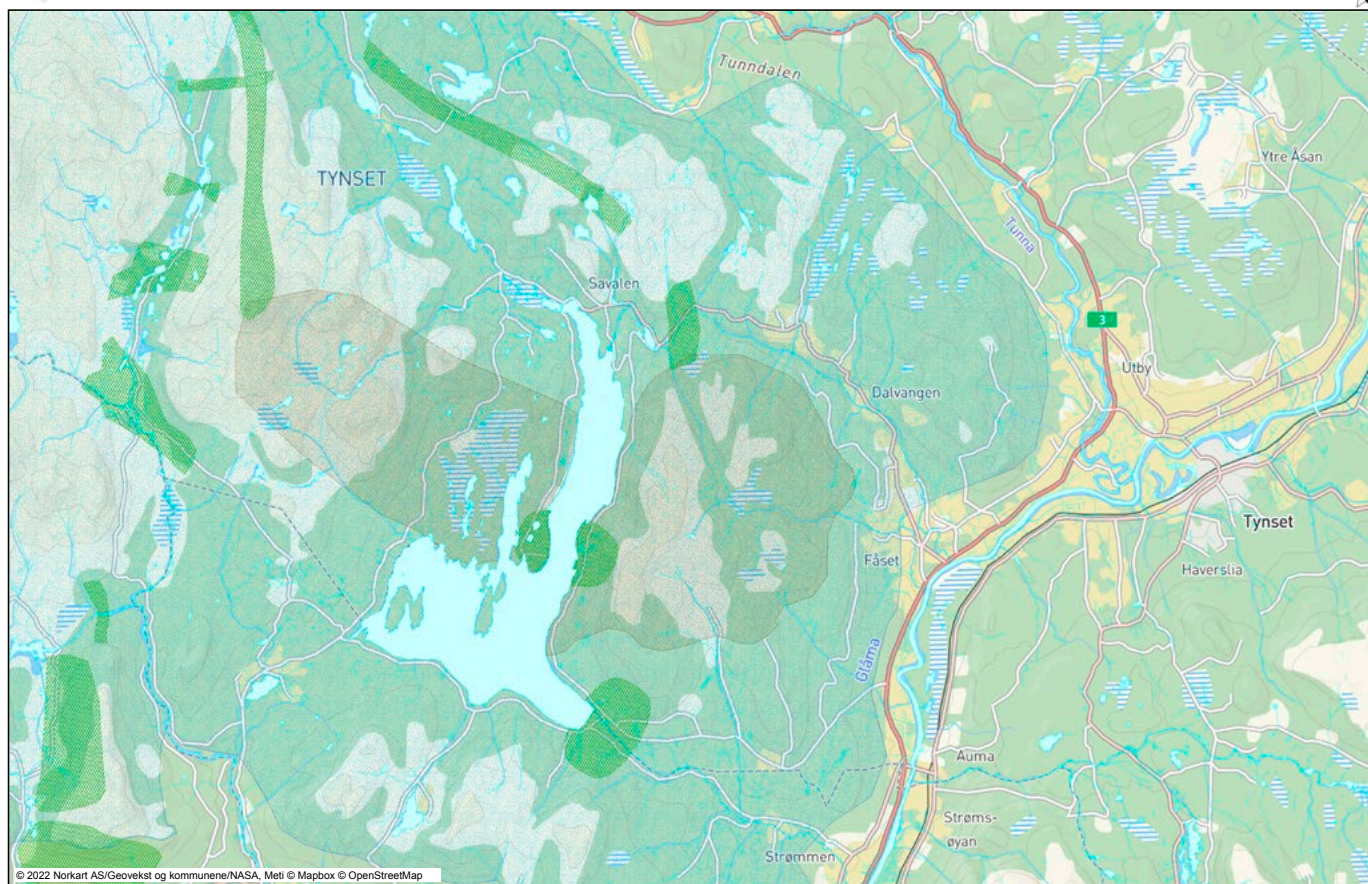 Tunndalen
Ytre Åsan
TYNSET
Tunna
Savalen
3
Utby
Dalvangen
Tynset
Fåset
Haverslia
Glåma
Auma
Strøms-
øyan
Strømmen
© 2022 Norkart AS/Geovekst og kommunene/NASA, Meti © Mapbox © OpenStreetMap